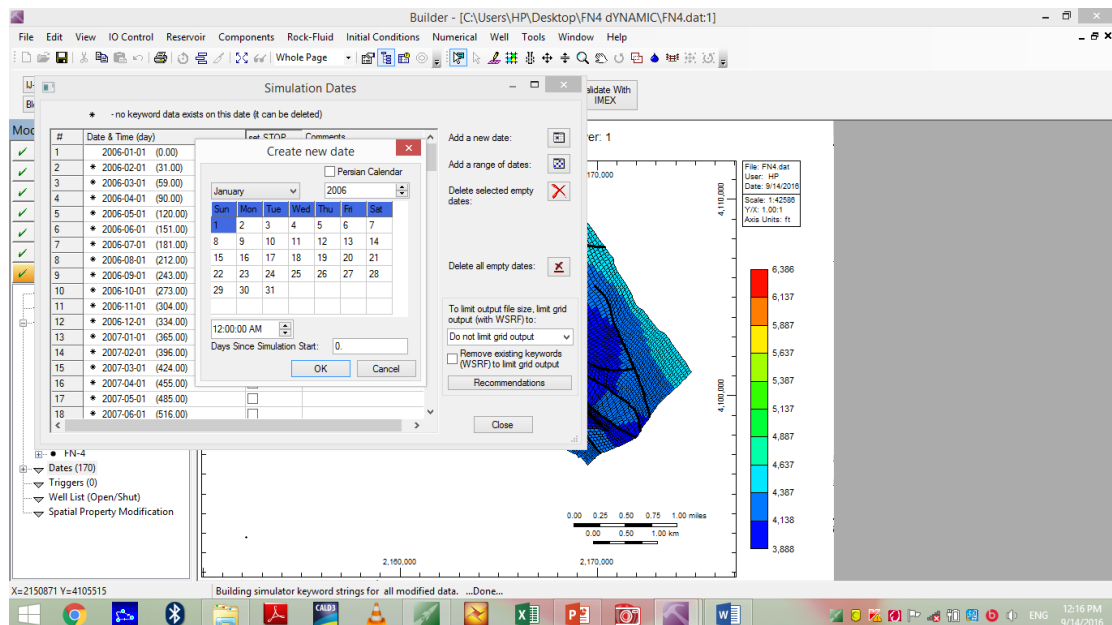 Builder - [C:\Users\HP\Desktop\FN4 dYNAMIC\FN4.dat:1]
File Edit View IO Control Reservoir Components Rock-Fluid Initial Conditions Numerical Well Tools Window Help
Whole Page
Simulation Dates
alidate With
IMEX
* - no keyword data exists on this date (it can be deleted)
# Date & Time (day) set STOP Comments
1 2006-01-01 (0.00)
2 * 2006-02-01 (31.00)
3 * 2006-03-01 (59.00)
4 * 2006-04-01 (90.00)
5 * 2006-05-01 (120.00)
6 * 2006-06-01 (151.00)
7 * 2006-07-01 (181.00)
8 * 2006-08-01 (212.00)
9 * 2006-09-01 (243.00)
10 * 2006-10-01 (273.00)
11 * 2006-11-01 (304.00)
12 * 2006-12-01 (334.00)
13 * 2007-01-01 (365.00)
14 * 2007-02-01 (396.00)
15 * 2007-03-01 (424.00)
16 * 2007-04-01 (455.00)
17 * 2007-05-01 (485.00)
18 * 2007-06-01 (516.00)
Create new date
Persian Calendar
January 2006
Sun Mon Tue Wed Thu Fri Sat
1 2 3 4 5 6 7
8 9 10 11 12 13 14
15 16 17 18 19 20 21
22 23 24 25 26 27 28
29 30 31
12:00:00 AM
Days Since Simulation Start: 0.
OK Cancel
Add a new date:
Add a range of dates:
Delete selected empty
dates:
Delete all empty dates:
To limit output file size, limit grid
output (with WSRF) to:
Do not limit grid output
Remove existing keywords
(WSRF) to limit grid output
Recommendations
Close
er: 1
170,000
4,110,000
4,100,000
File: FN4.dat
User: HP
Date: 9/14/2016
Scale: 1:42586
Y/X: 1.00:1
Axis Units: ft
6,386
6,137
5,887
5,637
5,387
5,137
4,887
4,637
4,387
4,138
3,888
FN-4
Dates (170)
Triggers (0)
Well List (Open/Shut)
Spatial Property Modification
0.00 0.25 0.50 0.75 1.00 miles
0.00 0.50 1.00 km
2,160,000 2,170,000
X=2150871 Y=4105515 Building simulator keyword strings for all modified data. ...Done...
CALD3
ENG
12:16 PM
9/14/2016